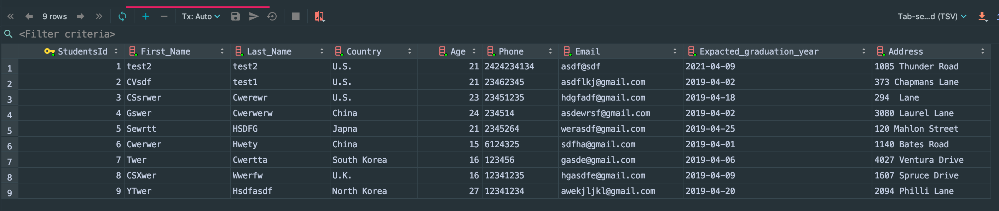 9 rows Tx: Auto Tab-se...d (TSV)
<Filter criteria>
StudentsId First_Name Last_Name Country Age Phone Email Expacted_graduation_year Address
1 1 test2 test2 U.S. 21 2424234134 asdf@sdf 2021-04-09 1085 Thunder Road
2 2 CVsdf test1 U.S. 21 23462345 asdflkj@gmail.com 2019-04-02 373 Chapmans Lane
3 3 CSsrwer Cwerewr U.S. 23 23451235 hdgfadf@gmail.com 2019-04-18 294  Lane
4 4 Gswer Cwerwerw China 24 234514 asdewrsf@gmail.com 2019-04-02 3080 Laurel Lane
5 5 Sewrtt HSDFG Japna 21 2345264 werasdf@gmail.com 2019-04-25 120 Mahlon Street
6 6 Cwerwer Hwety China 15 6124325 sdfha@gmail.com 2019-04-01 1140 Bates Road
7 7 Twer Cwertta South Korea 16 123456 gasde@gmail.com 2019-04-06 4027 Ventura Drive
8 8 CSXwer Wwerfw U.K. 16 12341235 hgasdfe@gmail.com 2019-04-09 1607 Spruce Drive
9 9 YTwer Hsdfasdf North Korea 27 12341234 awekjljkl@gmail.com 2019-04-20 2094 Philli Lane